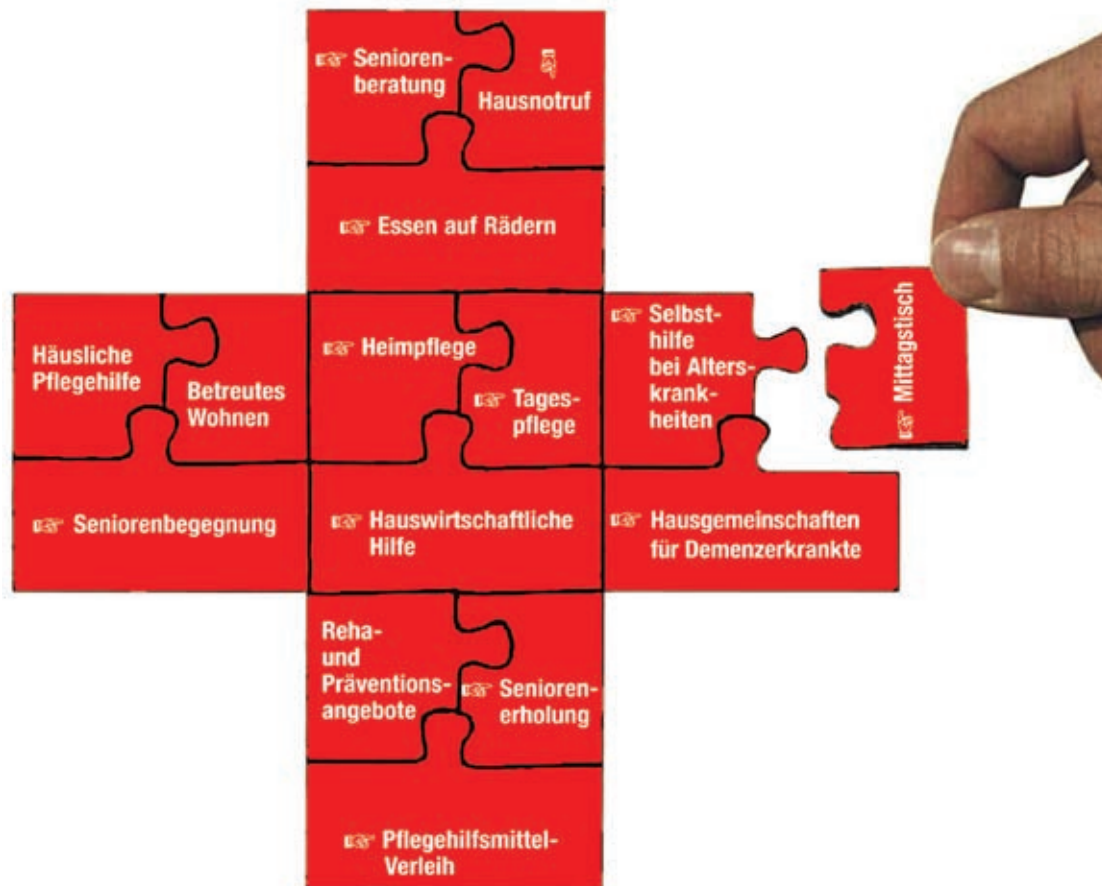 ☞ Senioren-
beratung
☟
Hausnotruf
☞ Essen auf Rädern
Häusliche
Pflegehilfe
Betreutes
Wohnen
☞ Seniorenbegegnung
☞ Heimpflege
☞ Tages-
pflege
☞ Hauswirtschaftliche
Hilfe
☞ Selbst-
hilfe
bei Alters-
krank-
heiten
☞ Mittagstisch
☞ Hausgemeinschaften
für Demenzerkrankte
Reha-
und
Präventions-
angebote
☞ Senioren-
erholung
☞ Pflegehilfsmittel-
Verleih